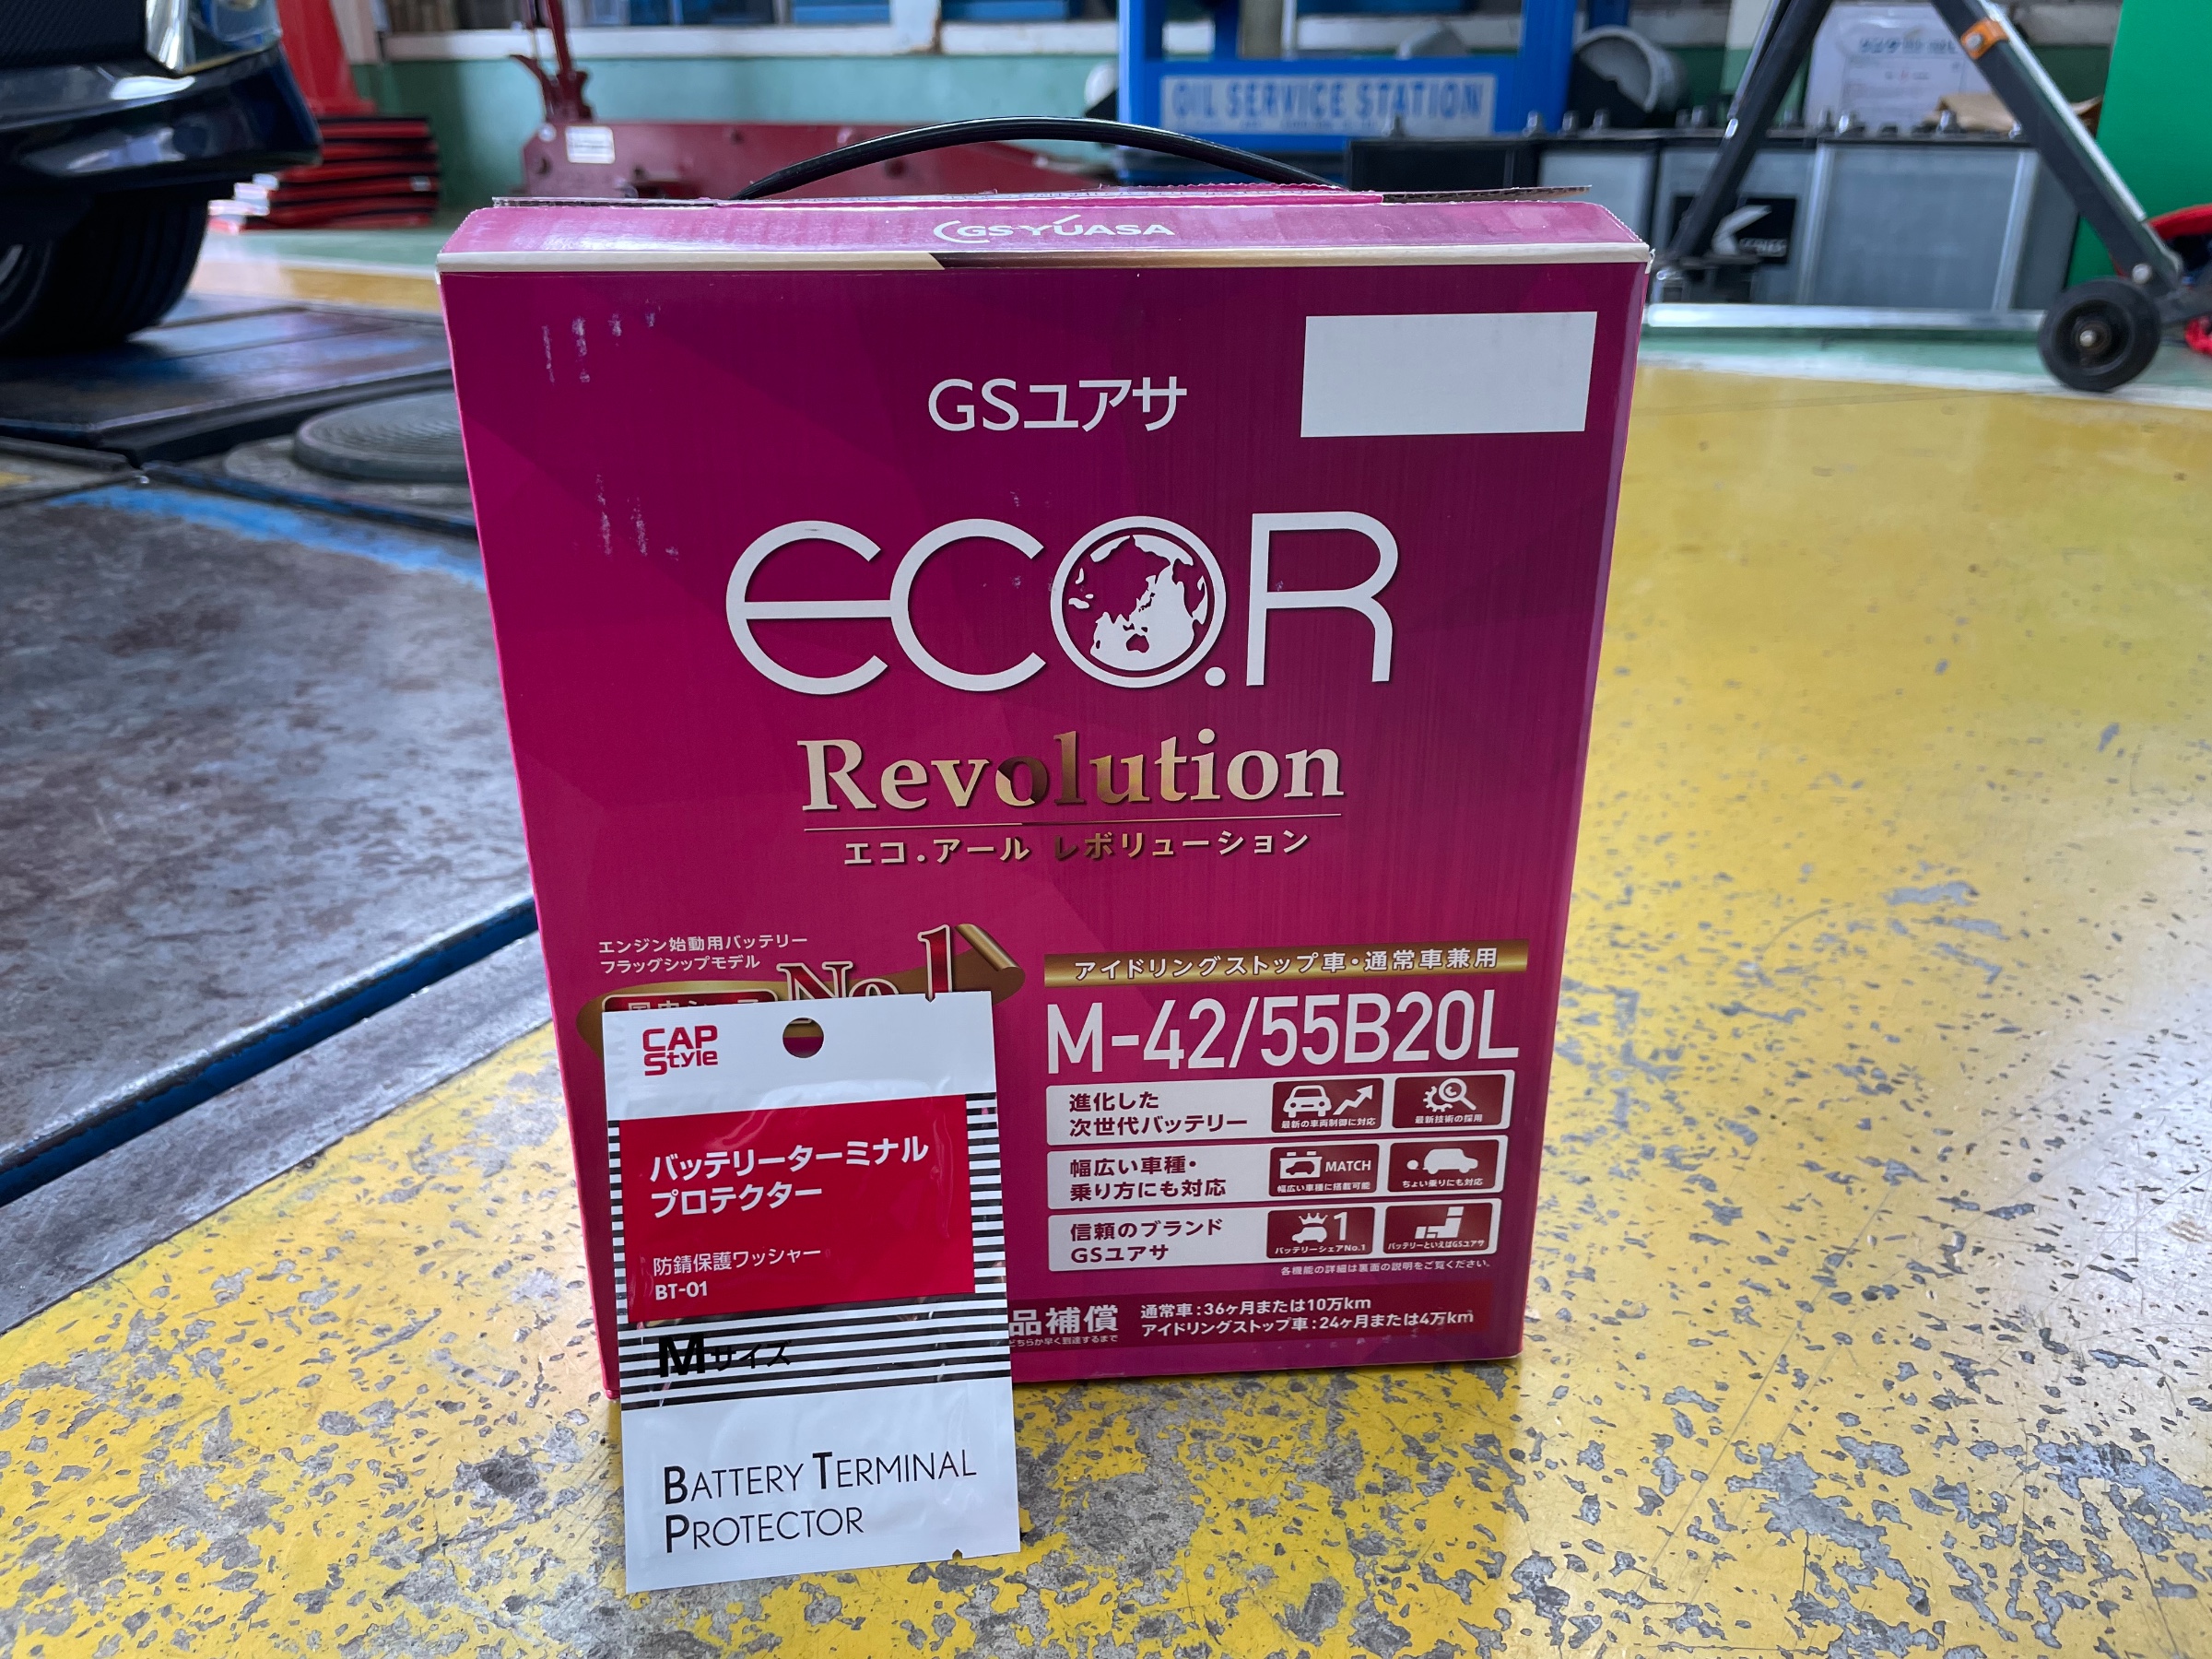 OIL SERVICE STATION
GS YUASA
GSユアサ
ECO.R
Revolution
エコ.アール レボリューション
エンジン始動用バッテリー
フラッグシップモデル
No.1
アイドリングストップ車・通常車兼用
M-42/55B20L
進化した
次世代バッテリー
最新の車両制御に対応
最新技術の採用
幅広い車種・
乗り方にも対応
MATCH
幅広い車種に搭載可能
ちょい乗りにも対応
信頼のブランド
GSユアサ
1
バッテリーシェアNo.1
バッテリーといえばGSユアサ
各機能の詳細は裏面の説明をご覧ください。
品補償
どちらか早く到達するまで
通常車:36ヶ月または10万km
アイドリングストップ車:24ヶ月または4万km
CAP
Style
バッテリーターミナル
プロテクター
防錆保護ワッシャー
BT-01
Mサイズ
BATTERY TERMINAL
PROTECTOR